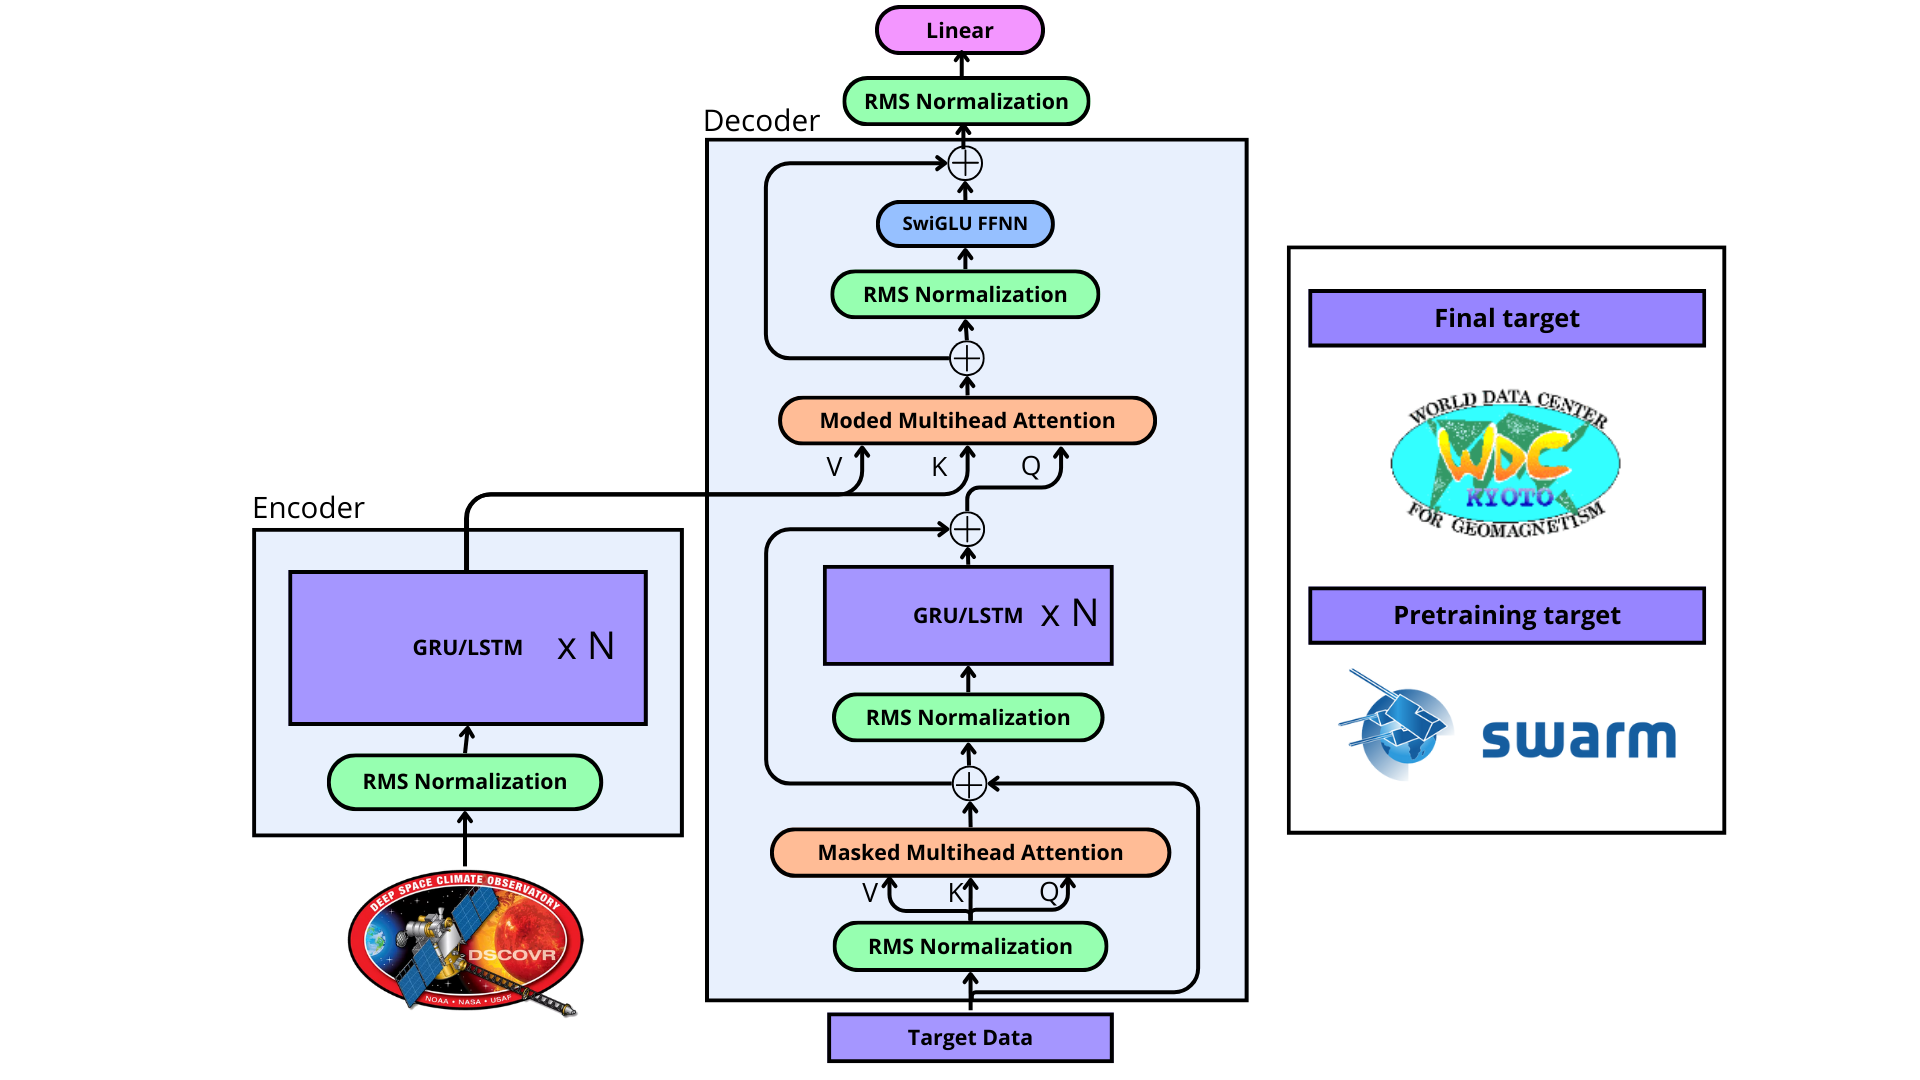 Linear
RMS Normalization
Decoder
SwiGLU FFNN
RMS Normalization
Moded Multihead Attention
V K Q
Encoder
GRU/LSTM x N
RMS Normalization
DEEP SPACE CLIMATE OBSERVATORY
DSCOVR
NOAA • NASA • USAF
GRU/LSTM x N
RMS Normalization
Masked Multihead Attention
V K Q
RMS Normalization
Target Data
Final target
WORLD DATA CENTER
WDC
KYOTO
FOR GEOMAGNETISM
Pretraining target
swarm